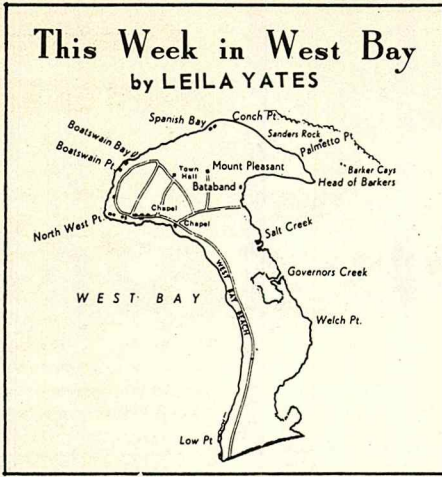 This Week in West Bay
by LEILA YATES
Spanish Bay
Conch Pt.
Sanders Rock
Palmetto Pt
Boatswain Bay
Boatswain Pt.
Town
Hall
Mount Pleasant
Barker Cays
Bataband
Head of Barkers
Chapel
Chapel
North West Pt.
Salt Creek
WEST BAY BEACH
Governors Creek
WEST BAY
Welch Pt.
Low Pt